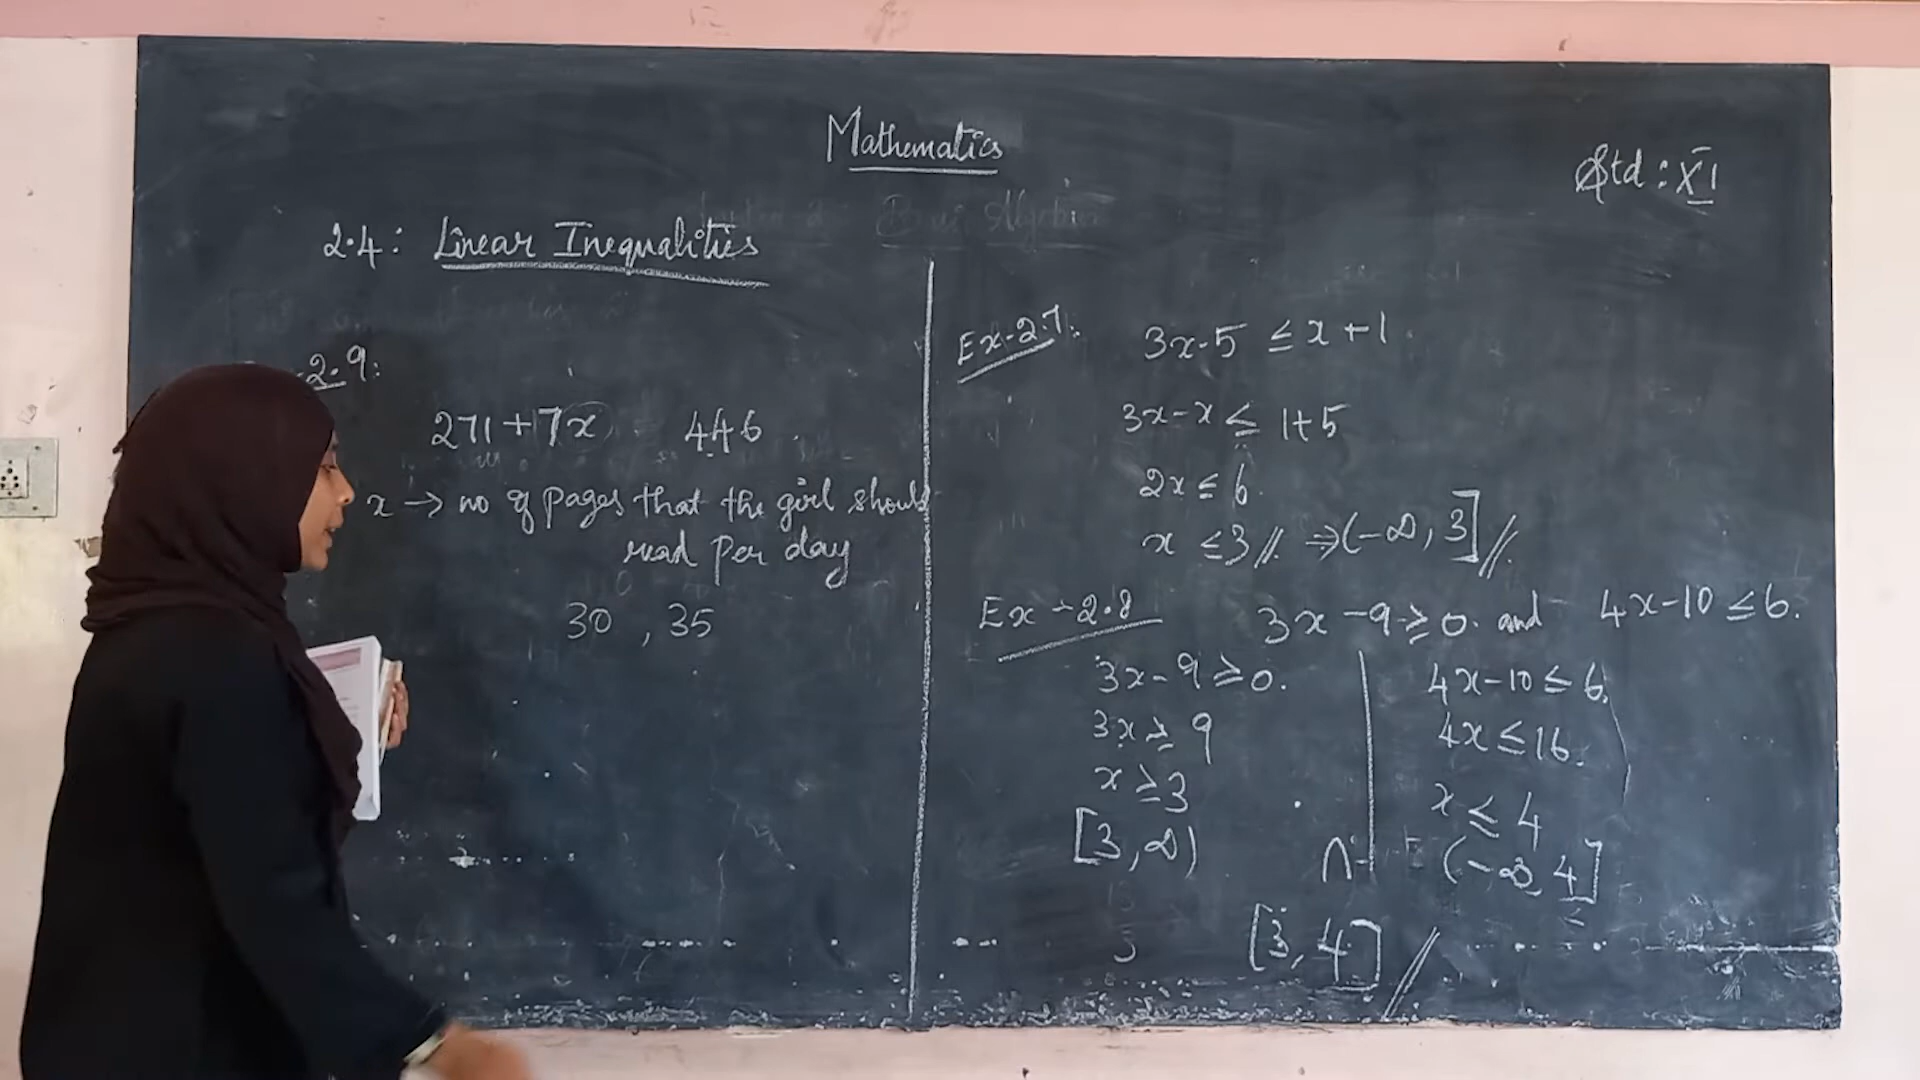 Mathematics
Std : XI
2.4: Linear Inequalities
-2.9:
271+7x 446
x → no of pages that the girl should
read per day
30 , 35
Ex-2.7:
3x-5 ≤ x+1
3x-x ≤ 1+5
2x ≤ 6
x ≤3// ⇒(-∞, 3]//
Ex-2.8
3x-9≥0. and 4x-10≤6.
3x-9≥0.
3x≥9
x≥3
[3,∞)
∩
4x-10≤6
4x≤16.
x≤4
(-∞,4]
[3,4]//